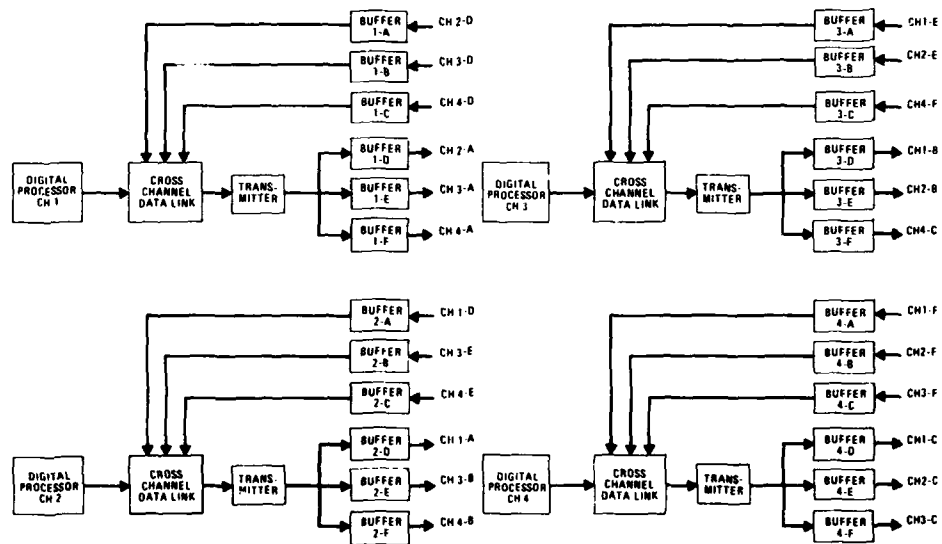 BUFFER
1-A
CH 2-D
BUFFER
1-B
CH 3-D
BUFFER
1-C
CH 4-D
DIGITAL
PROCESSOR
CH 1
CROSS
CHANNEL
DATA LINK
TRANS-
MITTER
BUFFER
1-D
CH 2-A
BUFFER
1-E
CH 3-A
BUFFER
1-F
CH 4-A
BUFFER
3-A
CH1-E
BUFFER
3-B
CH2-E
BUFFER
3-C
CH4-F
DIGITAL
PROCESSOR
CH 3
CROSS
CHANNEL
DATA LINK
TRANS-
MITTER
BUFFER
3-D
CH1-B
BUFFER
3-E
CH2-B
BUFFER
3-F
CH4-C
BUFFER
2-A
CH 1-D
BUFFER
2-B
CH 3-E
BUFFER
2-C
CH 4-E
DIGITAL
PROCESSOR
CH 2
CROSS
CHANNEL
DATA LINK
TRANS-
MITTER
BUFFER
2-D
CH 1-A
BUFFER
2-E
CH 3-B
BUFFER
2-F
CH 4-B
BUFFER
4-A
CH1-F
BUFFER
4-B
CH2-F
BUFFER
4-C
CH3-F
DIGITAL
PROCESSOR
CH 4
CROSS
CHANNEL
DATA LINK
TRANS-
MITTER
BUFFER
4-D
CH1-C
BUFFER
4-E
CH2-C
BUFFER
4-F
CH3-C